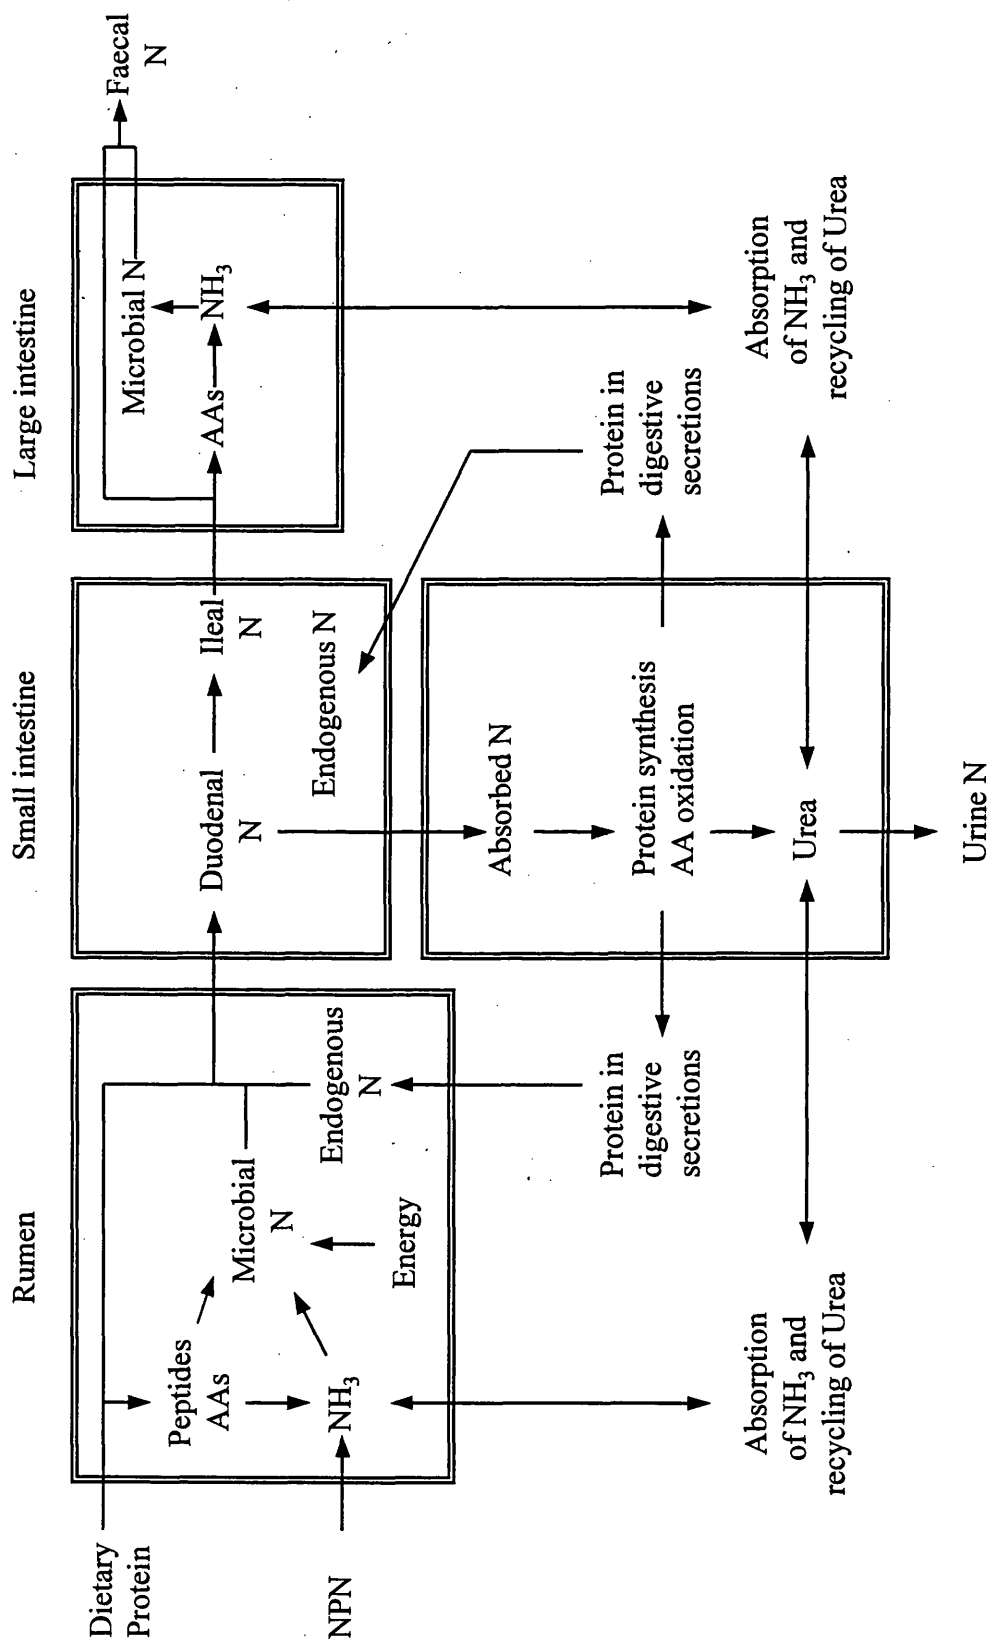 Rumen
Small intestine
Large intestine
Dietary
Protein
NPN
Peptides
AAs
NH3
Microbial
N
Energy
Endogenous
N
Duodenal
N
Ileal
N
Endogenous N
AAs
NH3
Microbial N
Faecal
N
Absorbed N
Protein synthesis
AA oxidation
Urea
Urine N
Protein in
digestive
secretions
Protein in
digestive
secretions
Absorption
of NH3 and
recycling of Urea
Absorption
of NH3 and
recycling of Urea